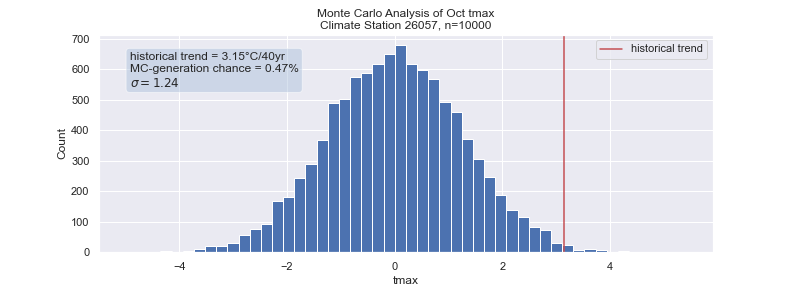 Monte Carlo Analysis of Oct tmax
Climate Station 26057, n=10000
historical trend = 3.15°C/40yr
MC-generation chance = 0.47%
σ = 1.24
historical trend
Count
700
600
500
400
300
200
100
0
−4
−2
0
2
4
tmax